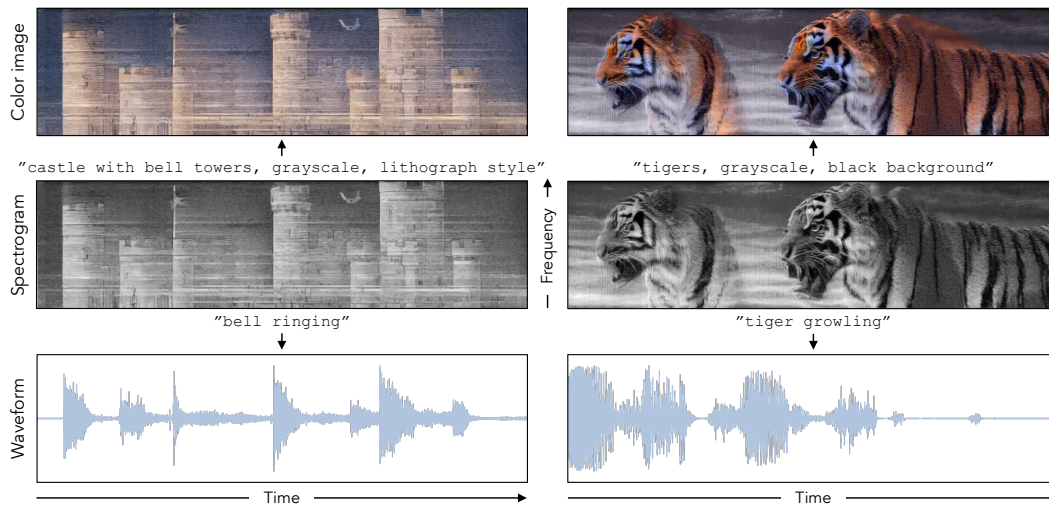 Color image
”castle with bell towers, grayscale, lithograph style”
”tigers, grayscale, black background”
Spectrogram
Frequency
”bell ringing”
”tiger growling”
Waveform
Time
Time